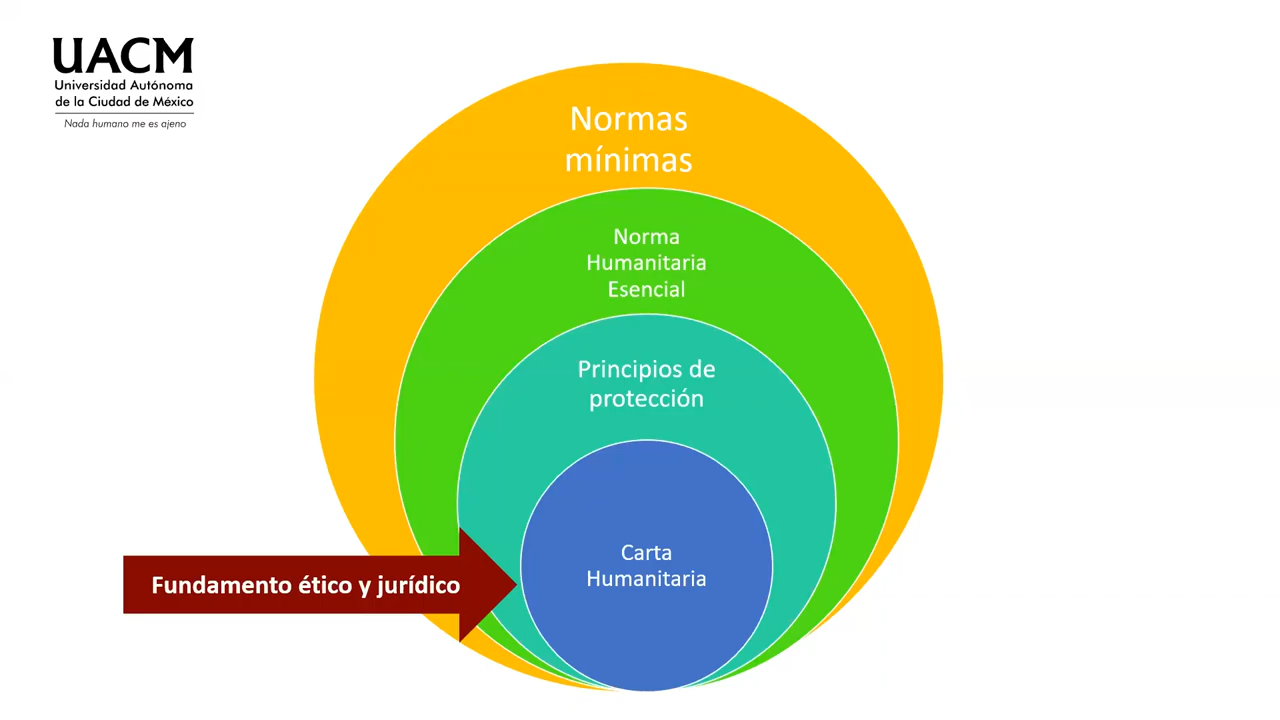 UACM
Universidad Autónoma
de la Ciudad de México
Nada humano me es ajeno
Normas
mínimas
Norma
Humanitaria
Esencial
Principios de
protección
Carta
Humanitaria
Fundamento ético y jurídico